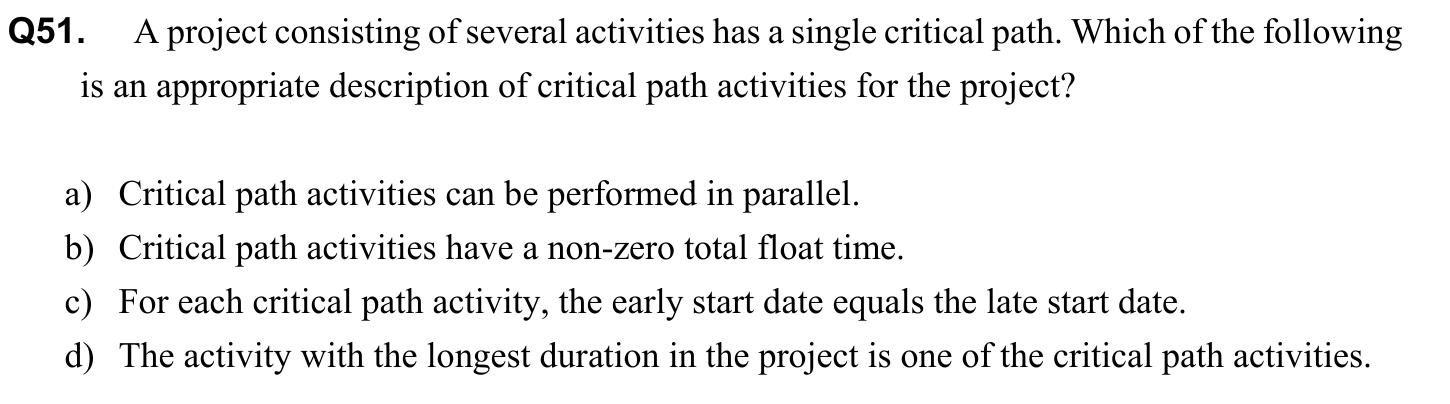 Q51. A project consisting of several activities has a single critical path. Which of the following
is an appropriate description of critical path activities for the project?
a) Critical path activities can be performed in parallel.
b) Critical path activities have a non-zero total float time.
c) For each critical path activity, the early start date equals the late start date.
d) The activity with the longest duration in the project is one of the critical path activities.